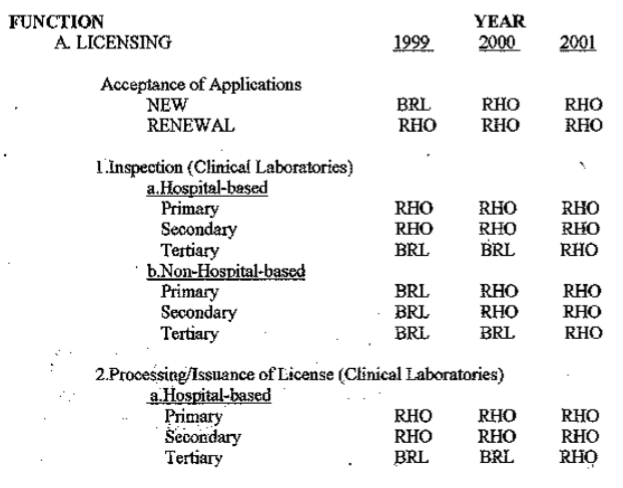 FUNCTION YEAR
A. LICENSING 1999 2000 2001
Acceptance of Applications
NEW BRL RHO RHO
RENEWAL RHO RHO RHO
1.Inspection (Clinical Laboratories)
a.Hospital-based
Primary RHO RHO RHO
Secondary RHO RHO RHO
Tertiary BRL BRL RHO
b.Non-Hospital-based
Primary BRL RHO RHO
Secondary BRL RHO RHO
Tertiary BRL BRL RHO
2.Processing/Issuance of License (Clinical Laboratories)
a.Hospital-based
Primary RHO RHO RHO
Secondary RHO RHO RHO
Tertiary BRL BRL RHO